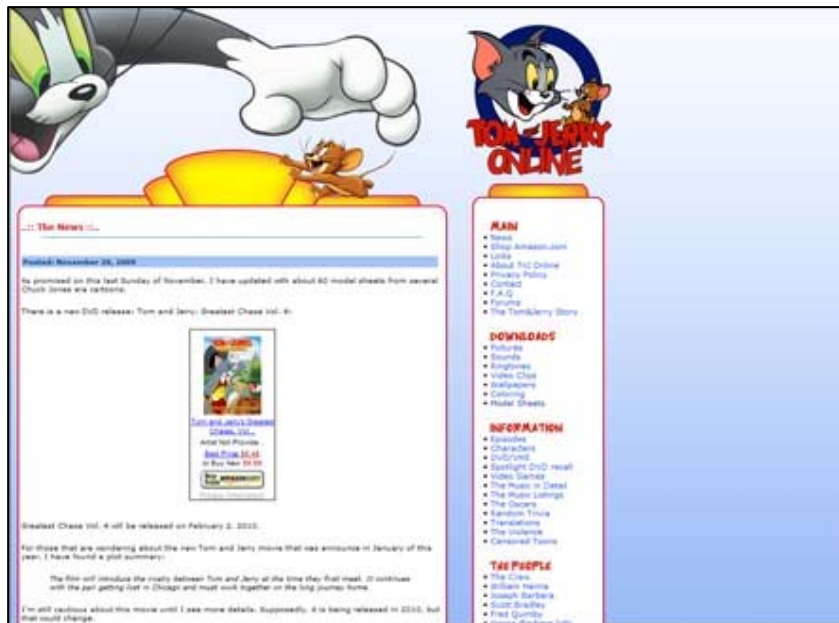 TOM and JERRY
ONLINE
..:: The News ::..
Posted: November 29, 2009
As promised on this last Sunday of November, I have updated with about 60 model sheets from several
Chuck Jones era cartoons.
There is a new DVD release: Tom and Jerry: Greatest Chase Vol. 4:
Tom and Jerry's Greatest
Chases, Vol...
Artist Not Provide...
Best Price
or Buy New
Buy from amazon.com
Privacy Information
Greatest Chase Vol. 4 will be released on February 2, 2010.
For those that are wondering about the new Tom and Jerry movie that was announce in January of this
year, I have found a plot summary:
The film will introduce the rivalry between Tom and Jerry at the time they first meet. It continues
with the pair getting lost in Chicago and must work together on the long journey home.
I'm still cautious about this movie until I see more details. Supposedly, it is being released in 2010, but
that could change.
MAIN
News
Shop Amazon.com
Links
About TnJ Online
Privacy Policy
Contact
F.A.Q
Forums
The Tom&Jerry Story
DOWNLOADS
Pictures
Sounds
Ringtones
Video Clips
Wallpapers
Coloring
Model Sheets
INFORMATION
Episodes
Characters
DVD/VHS
Spotlight DVD recall
Video Games
The Music in Detail
The Music Listings
The Oscars
Random Trivia
Translations
The Violence
Censored Toons
THE PEOPLE
The Crew
William Hanna
Joseph Barbera
Scott Bradley
Fred Quimby